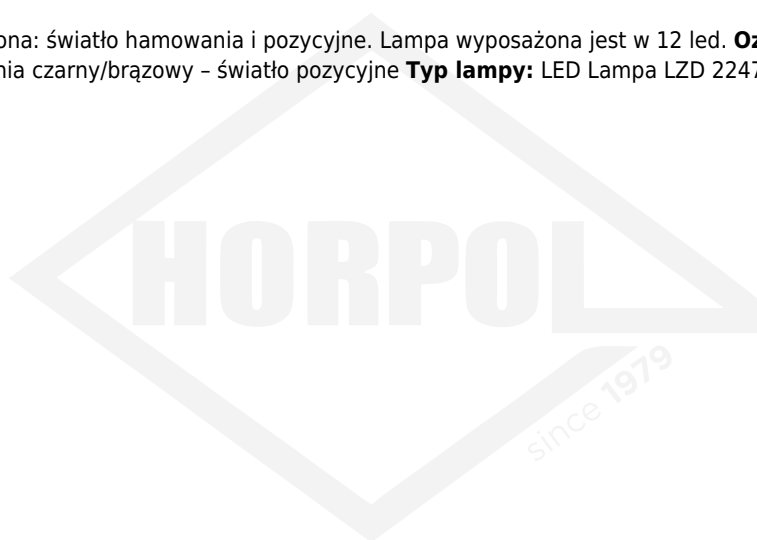 ona: światło hamowania i pozycyjne. Lampa wyposażona jest w 12 led. Oz
nia czarny/brązowy – światło pozycyjne Typ lampy: LED Lampa LZD 2247
HORPOL
since 1979